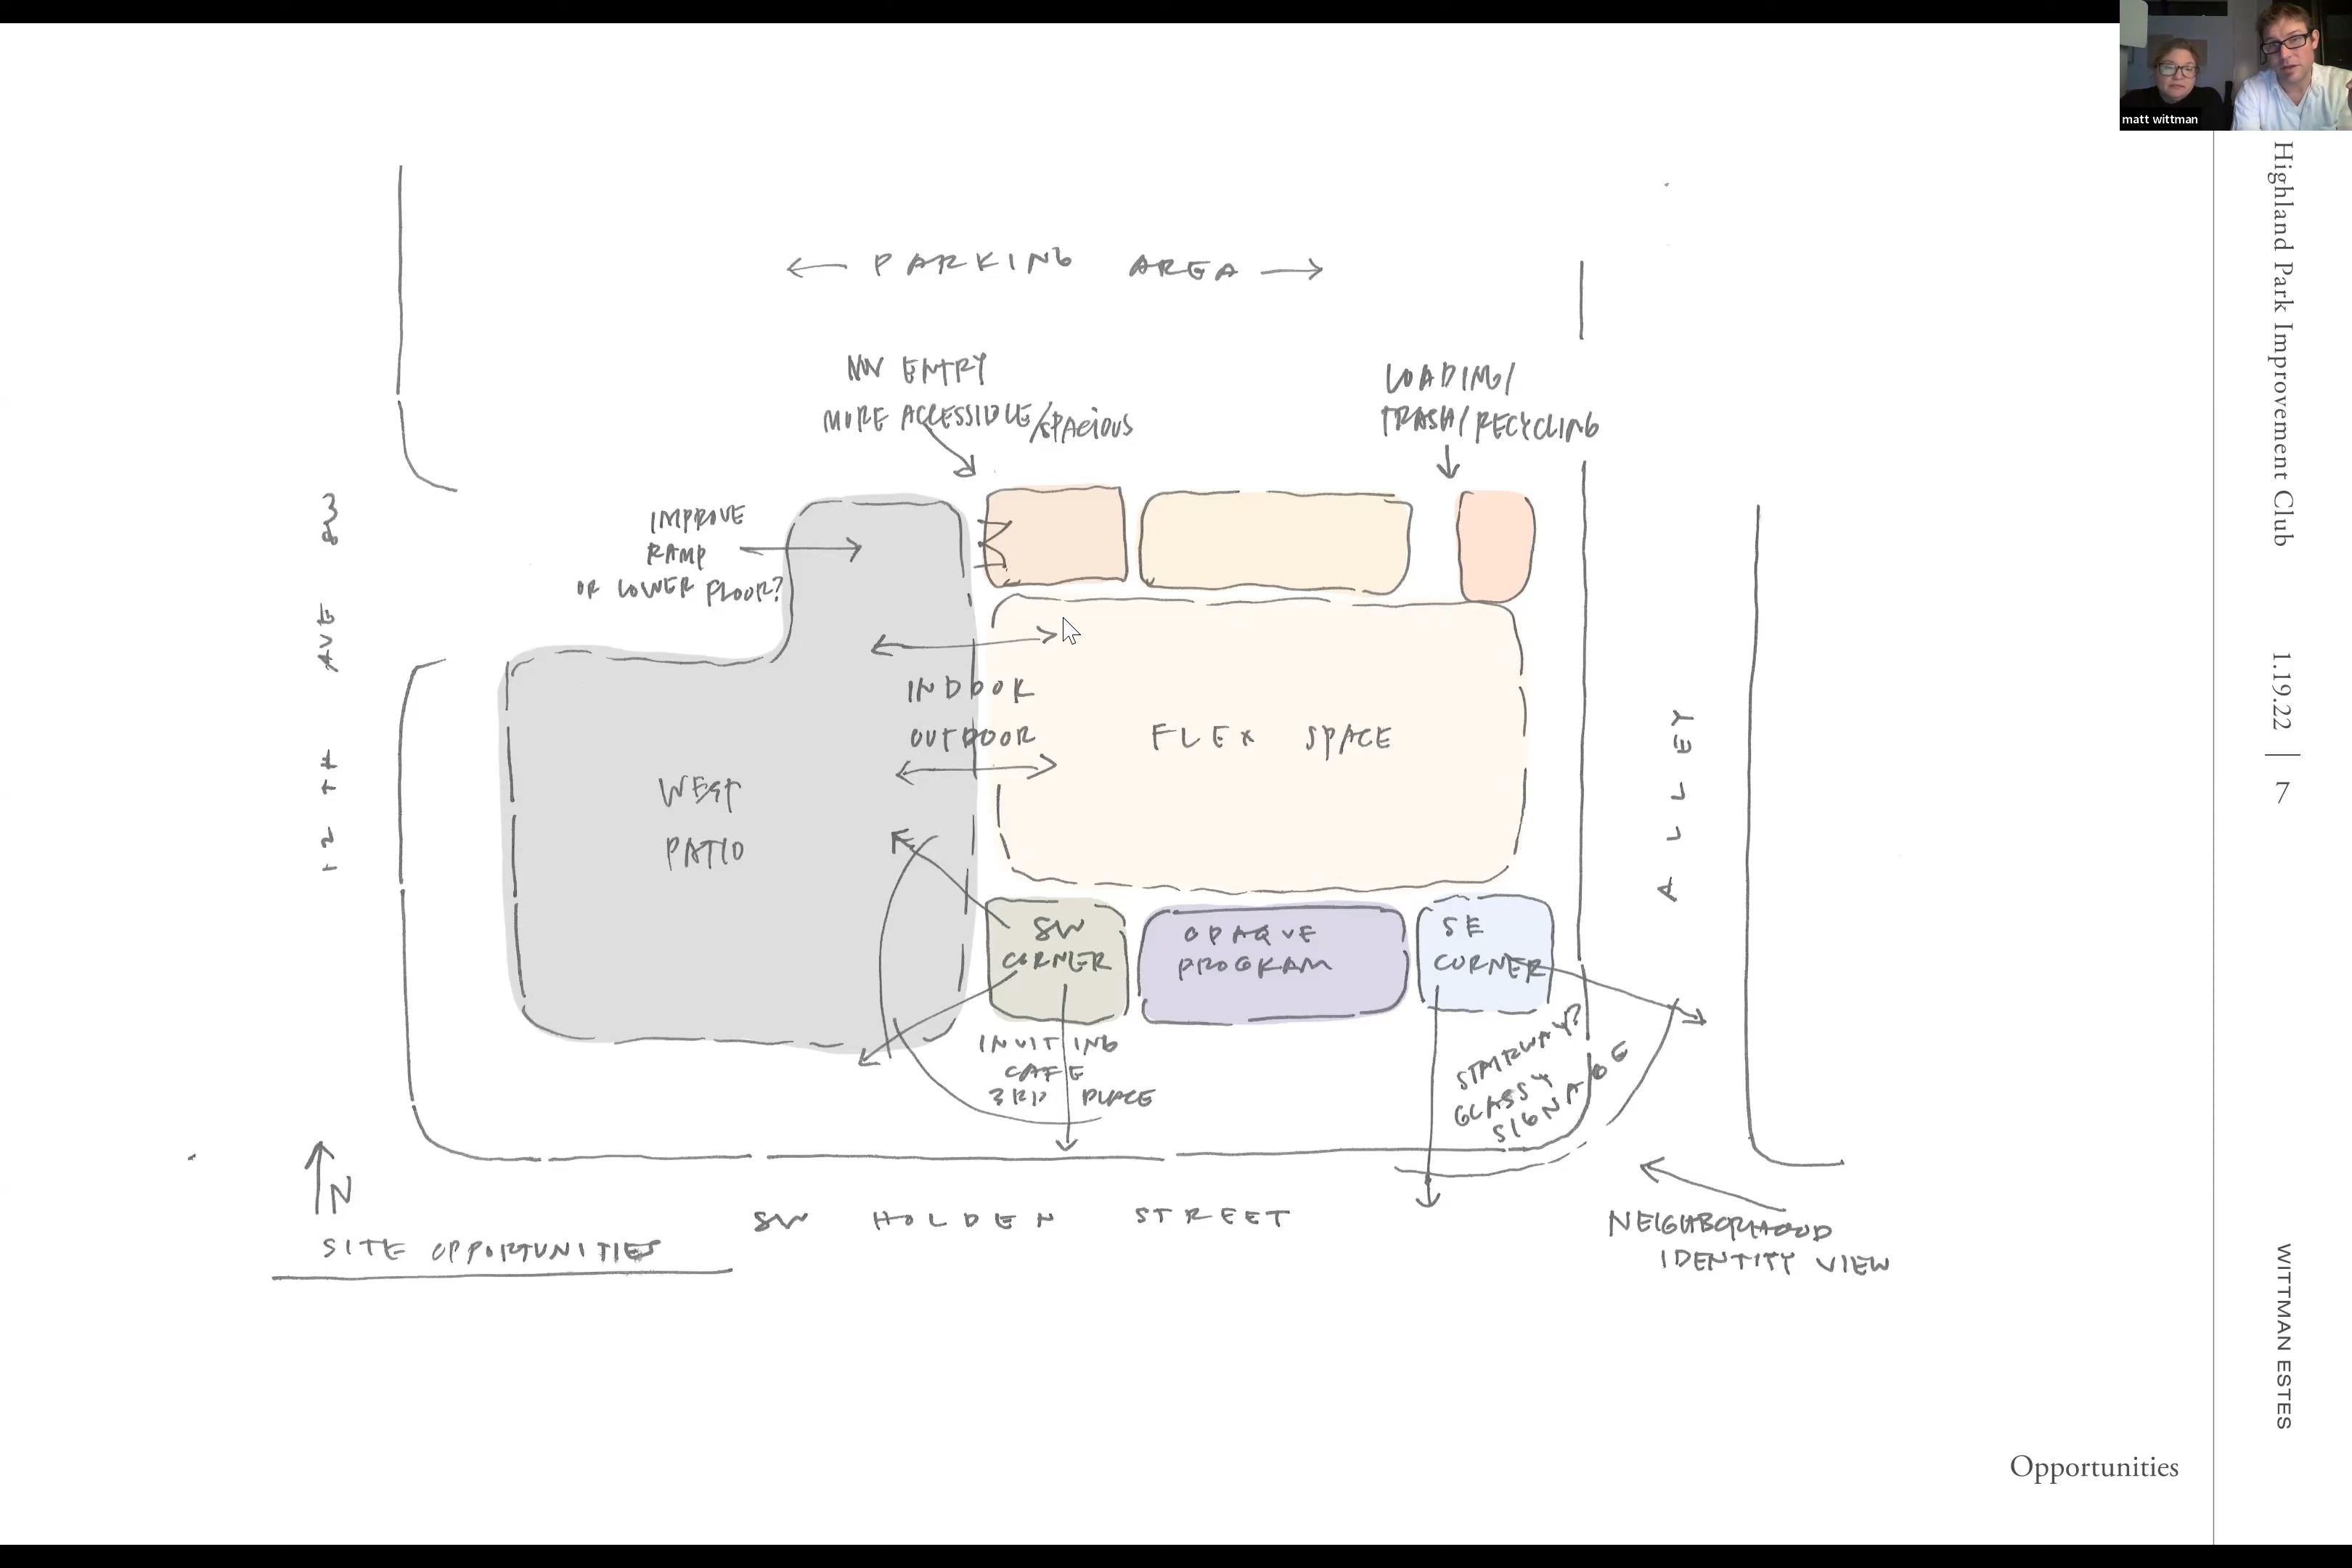 matt wittman
← PARKING AREA →
NW ENTRY
MORE ACCESSIBLE/SPACIOUS
LOADING/
TRASH/RECYCLING
IMPROVE
RAMP
OR LOWER FLOOR?
12TH AVE SW
INDOOR
OUTDOOR
FLEX SPACE
WEST
PATIO
ALLEY
SW
CORNER
OPAQUE
PROGRAM
SE
CORNER
INVITING
CAFE
3RD PLACE
STAIRWAY?
GLASSY
SIGNAGE
N
SW HOLDEN STREET
SITE OPPORTUNITIES
NEIGHBORHOOD
IDENTITY VIEW
Highland Park Improvement Club
1.19.22 | 7
WITTMAN ESTES
Opportunities